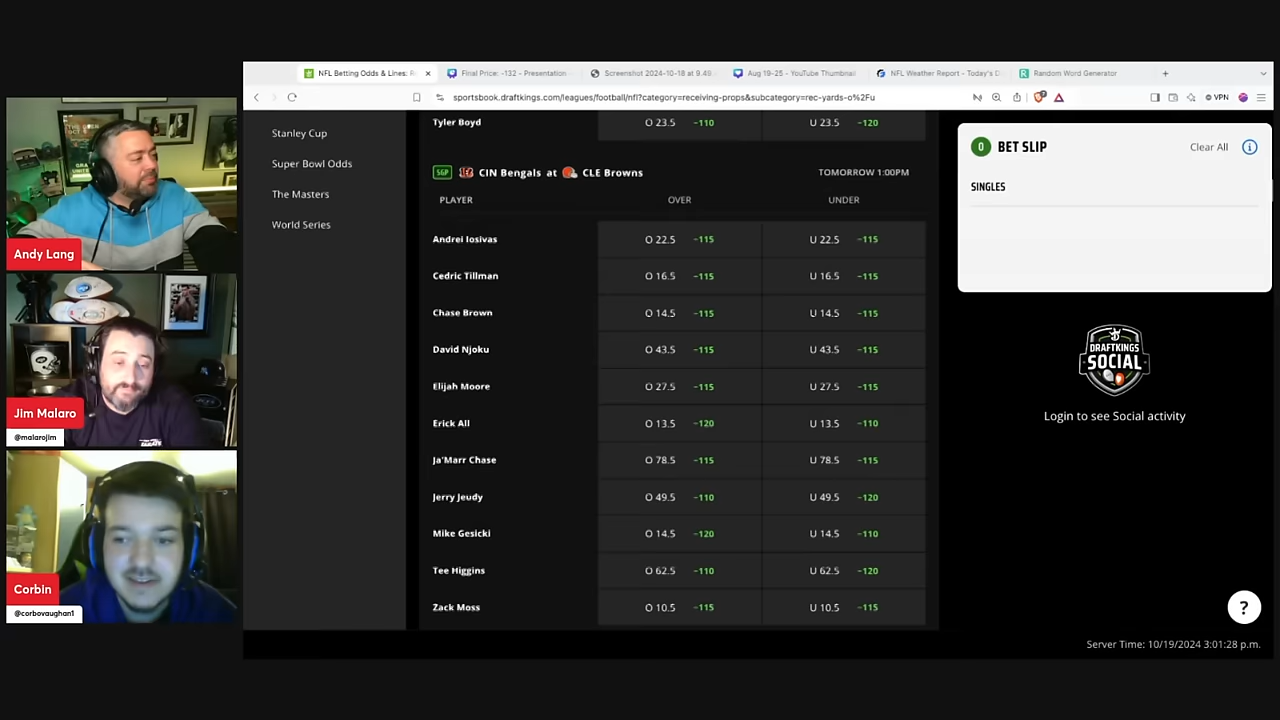 NFL Betting Odds & Lines: R
Final Price: -132 - Presentation
Screenshot 2024-10-18 at 9.49
Aug 19-25 - YouTube Thumbnail
NFL Weather Report - Today's D
Random Word Generator
sportsbook.draftkings.com/leagues/football/nfl?category=receiving-props&subcategory=rec-yards-o%2Fu
VPN
Stanley Cup
Super Bowl Odds
The Masters
World Series
Tyler Boyd O 23.5 -110 U 23.5 -120
SGP CIN Bengals at CLE Browns TOMORROW 1:00PM
PLAYER OVER UNDER
Andrei Iosivas O 22.5 -115 U 22.5 -115
Cedric Tillman O 16.5 -115 U 16.5 -115
Chase Brown O 14.5 -115 U 14.5 -115
David Njoku O 43.5 -115 U 43.5 -115
Elijah Moore O 27.5 -115 U 27.5 -115
Erick All O 13.5 -120 U 13.5 -110
Ja'Marr Chase O 78.5 -115 U 78.5 -115
Jerry Jeudy O 49.5 -110 U 49.5 -120
Mike Gesicki O 14.5 -120 U 14.5 -110
Tee Higgins O 62.5 -110 U 62.5 -120
Zack Moss O 10.5 -115 U 10.5 -115
0 BET SLIP Clear All
SINGLES
DRAFTKINGS
SOCIAL
Login to see Social activity
?
Server Time: 10/19/2024 3:01:28 p.m.
Andy Lang
Jim Malaro
@malarojim
Corbin
@corbovaughan1